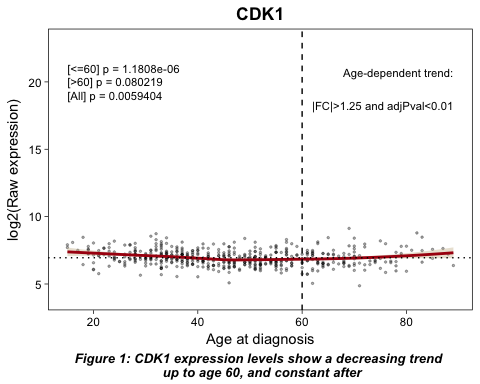 CDK1
[<=60] p = 1.1808e-06
[>60] p = 0.080219
[All] p = 0.0059404
Age-dependent trend:
|FC|>1.25 and adjPval<0.01
log2(Raw expression)
20
15
10
5
20
40
60
80
Age at diagnosis
Figure 1: CDK1 expression levels show a decreasing trend
up to age 60, and constant after